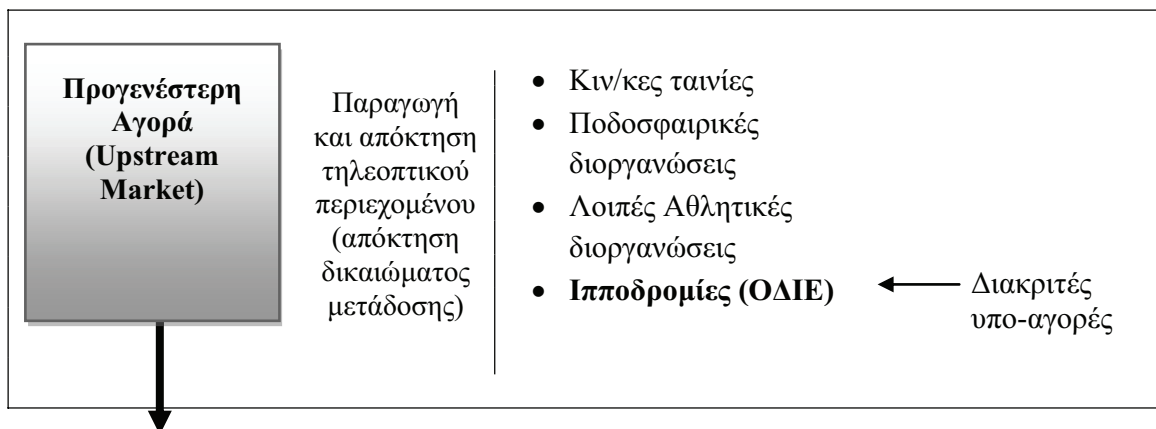 Προγενέστερη
Αγορά
(Upstream
Market)
Παραγωγή
και απόκτηση
τηλεοπτικού
περιεχομένου
(απόκτηση
δικαιώματος
μετάδοσης)
• Κιν/κες ταινίες
• Ποδοσφαιρικές
διοργανώσεις
• Λοιπές Αθλητικές
διοργανώσεις
• Ιπποδρομίες (ΟΔΙΕ)
Διακριτές
υπο-αγορές